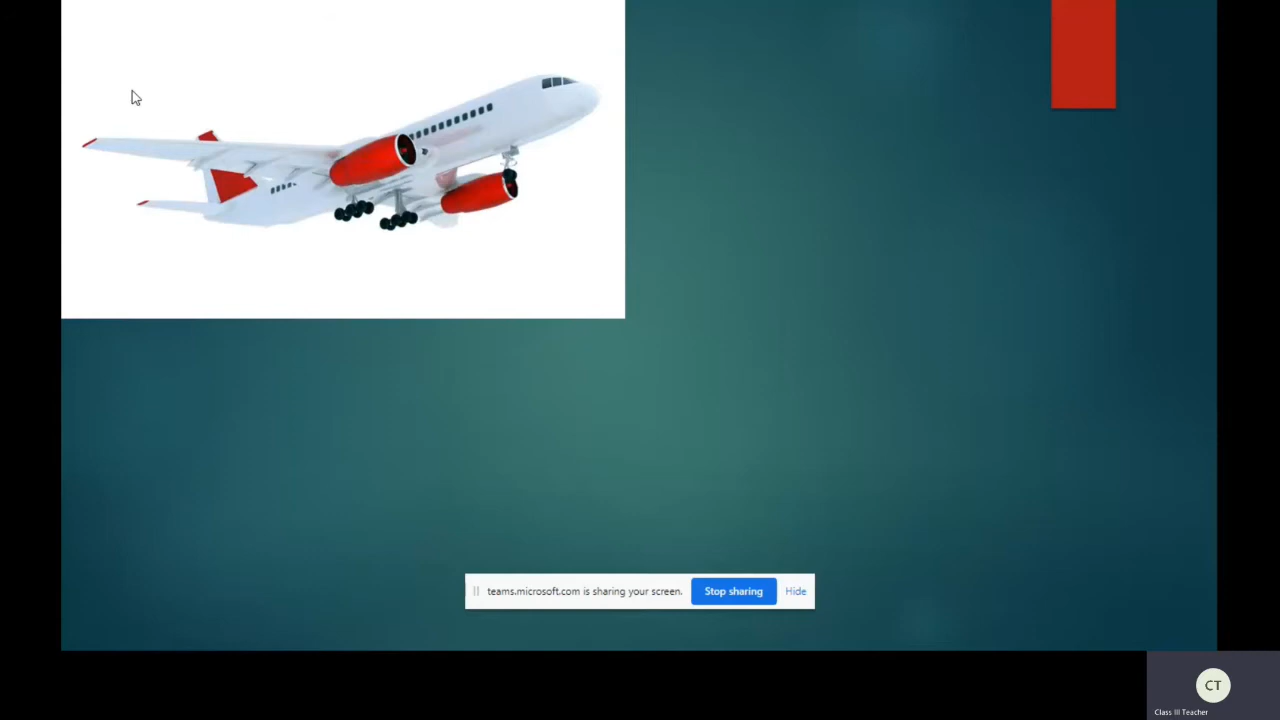 teams.microsoft.com is sharing your screen. Stop sharing Hide
CT
Class III Teacher